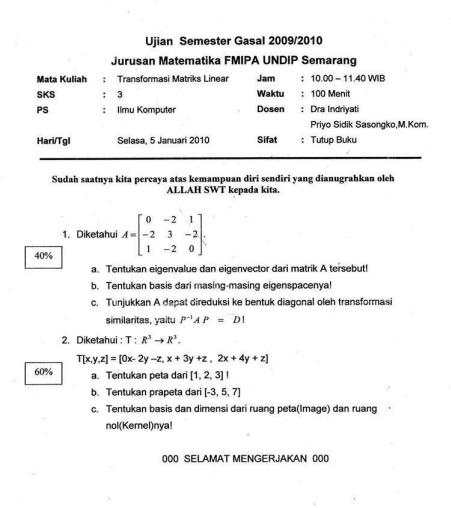 Ujian Semester Gasal 2009/2010
Jurusan Matematika FMIPA UNDIP Semarang
Mata Kuliah : Transformasi Matriks Linear Jam : 10.00 – 11.40 WIB
SKS : 3 Waktu : 100 Menit
PS : Ilmu Komputer Dosen : Dra Indriyati
Priyo Sidik Sasongko,M.Kom.
Hari/Tgl Selasa, 5 Januari 2010 Sifat : Tutup Buku
Sudah saatnya kita percaya atas kemampuan diri sendiri yang dianugrahkan oleh
ALLAH SWT kepada kita.
0 -2 1
1. Diketahui A = -2 3 -2 .
1 -2 0
40%
a. Tentukan eigenvalue dan eigenvector dari matrik A tersebut!
b. Tentukan basis dari masing-masing eigenspacenya!
c. Tunjukkan A dapat direduksi ke bentuk diagonal oleh transformasi
similaritas, yaitu P⁻¹ A P = D!
2. Diketahui : T : R³ → R³.
T[x,y,z] = [0x- 2y –z, x + 3y +z , 2x + 4y + z]
60%
a. Tentukan peta dari [1, 2, 3] !
b. Tentukan prapeta dari [-3, 5, 7]
c. Tentukan basis dan dimensi dari ruang peta(Image) dan ruang
nol(Kernel)nya!
000 SELAMAT MENGERJAKAN 000